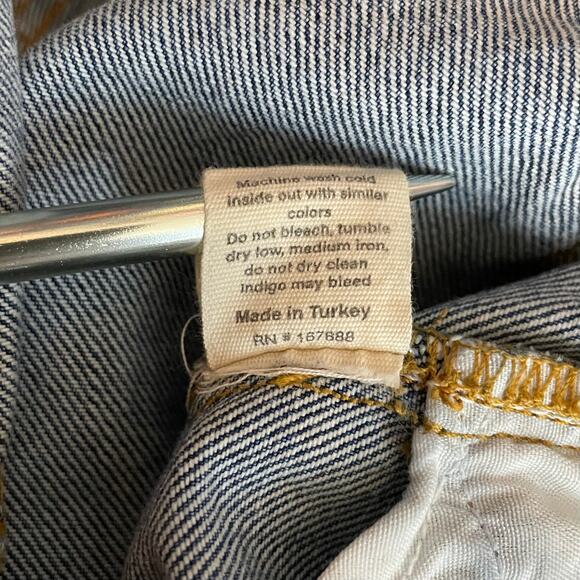 Machine wash cold
inside out with similar
colors
Do not bleach, tumble
dry low, medium iron,
do not dry clean
indigo may bleed
Made in Turkey
RN # 167688